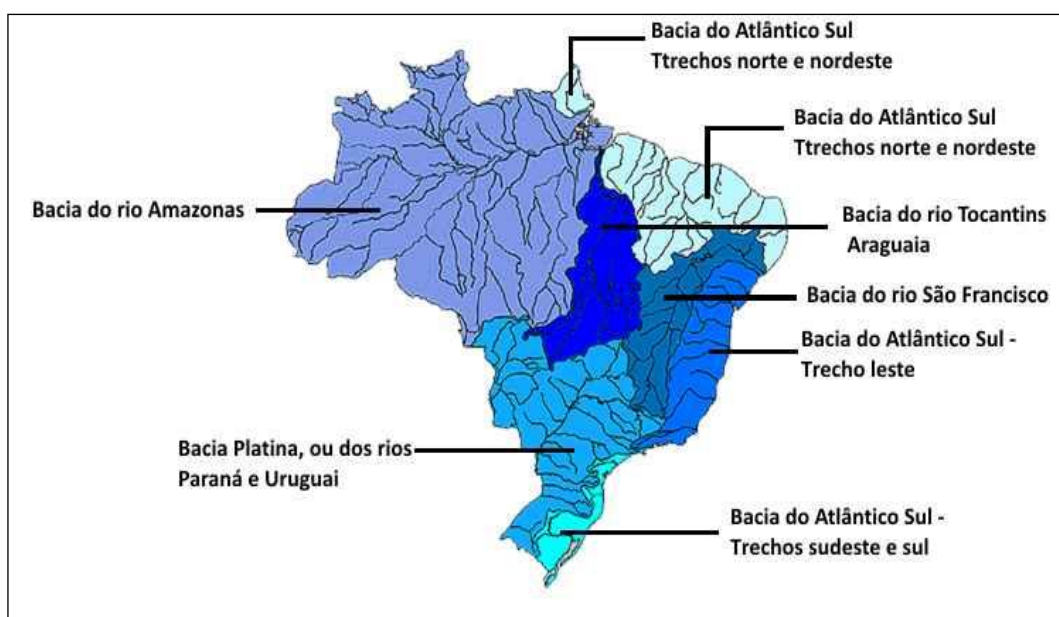 Bacia do Atlântico Sul
Ttrechos norte e nordeste
Bacia do Atlântico Sul
Ttrechos norte e nordeste
Bacia do rio Amazonas
Bacia do rio Tocantins
Araguaia
Bacia do rio São Francisco
Bacia do Atlântico Sul -
Trecho leste
Bacia Platina, ou dos rios
Paraná e Uruguai
Bacia do Atlântico Sul -
Trechos sudeste e sul